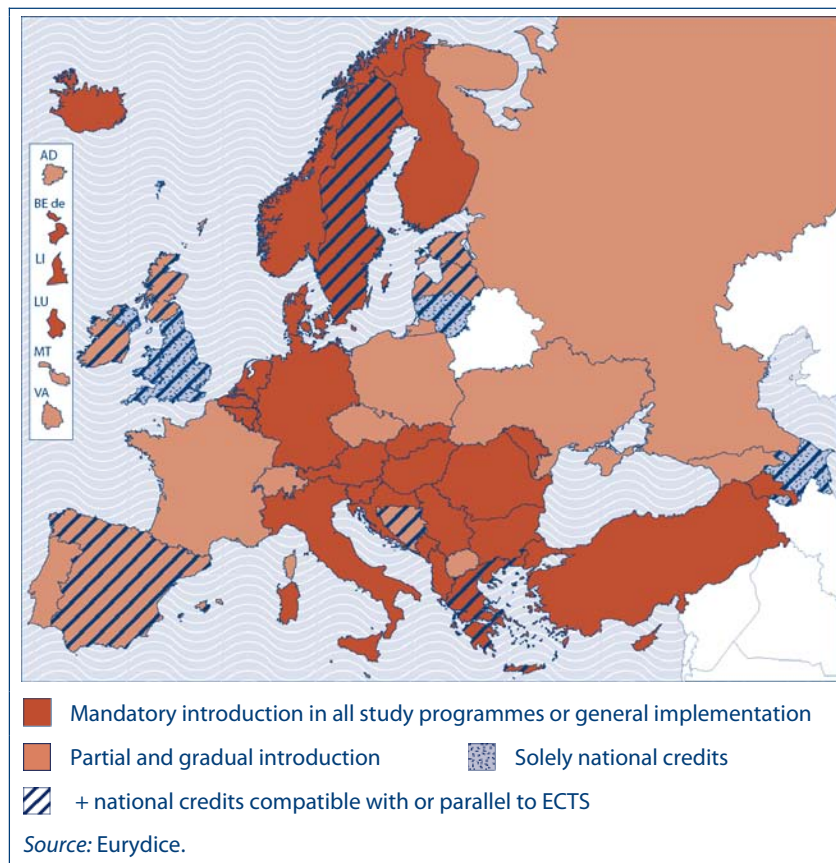 AD
BE de
LI
LU
MT
VA
Mandatory introduction in all study programmes or general implementation
Partial and gradual introduction
Solely national credits
+ national credits compatible with or parallel to ECTS
Source: Eurydice.